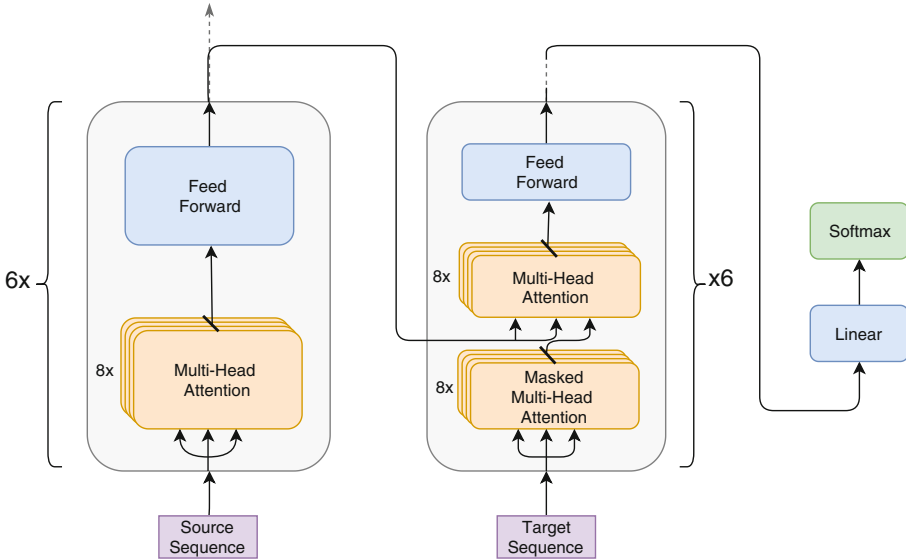 6x
Feed
Forward
8x
Multi-Head
Attention
Source
Sequence
Feed
Forward
8x
Multi-Head
Attention
8x
Masked
Multi-Head
Attention
Target
Sequence
x6
Softmax
Linear